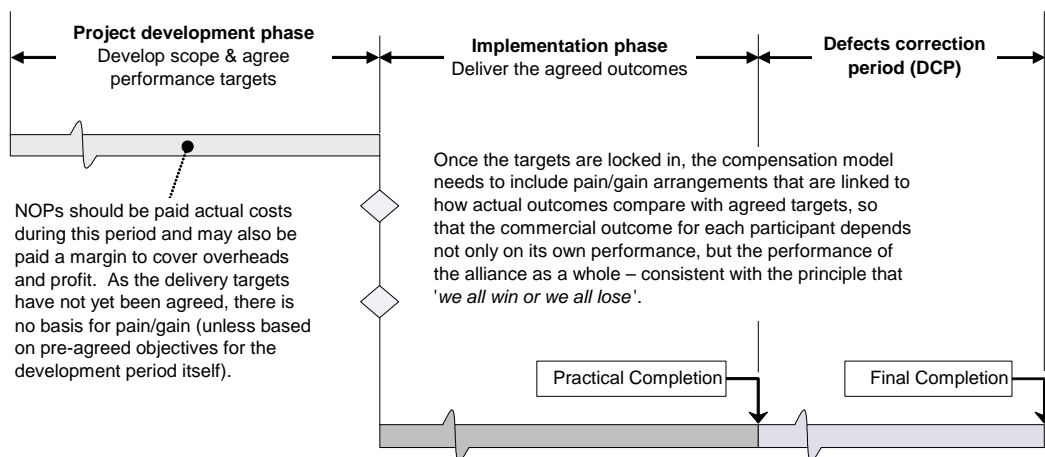 Project development phase
Develop scope & agree
performance targets
Implementation phase
Deliver the agreed outcomes
Defects correction
period (DCP)
NOPs should be paid actual costs
during this period and may also be
paid a margin to cover overheads
and profit.  As the delivery targets
have not yet been agreed, there is
no basis for pain/gain (unless based
on pre-agreed objectives for the
development period itself).
Once the targets are locked in, the compensation model
needs to include pain/gain arrangements that are linked to
how actual outcomes compare with agreed targets, so
that the commercial outcome for each participant depends
not only on its own performance, but the performance of
the alliance as a whole – consistent with the principle that
'we all win or we all lose'.
Practical Completion
Final Completion